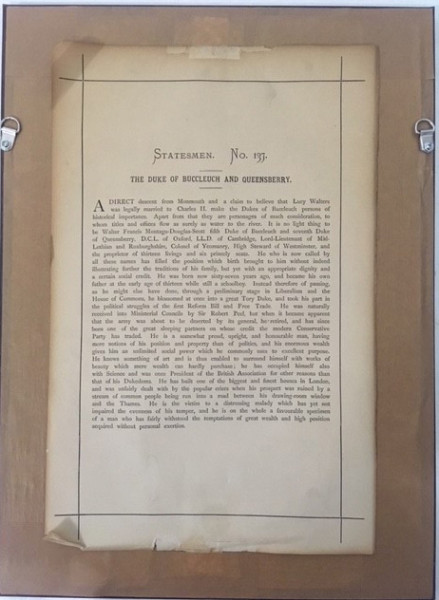 STATESMEN. No. 157.
THE DUKE OF BUCCLEUCH AND QUEENSBERRY.
A DIRECT descent from Monmouth and a claim to believe that Lucy Walters
was legally married to Charles II. make the Dukes of Buccleuch persons of
historical importance. Apart from that they are personages of much consideration, to
whom titles and offices flow as surely as water to the river. It is no light thing to
be Walter Francis Montagu-Douglas-Scott fifth Duke of Buccleuch and seventh Duke
of Queensberry, D.C.L. of Oxford, LL.D. of Cambridge, Lord-Lieutenant of Mid-
Lothian and Roxburghshire, Colonel of Yeomanry, High Steward of Westminster, and
the proprietor of thirteen livings and six princely seats. He who is now called by
all these names has filled the position which birth brought to him without indeed
illustrating further the traditions of his family, but yet with an appropriate dignity and
a certain social credit. He was born now sixty-seven years ago, and became his own
father at the early age of thirteen while still a schoolboy. Instead therefore of passing,
as he might else have done, through a preliminary stage in Liberalism and the
House of Commons, he blossomed at once into a great Tory Duke, and took his part in
the political struggles of the first Reform Bill and Free Trade. He was naturally
received into Ministerial Councils by Sir Robert Peel, but when it became apparent
that the army was about to be deserted by its general, he retired, and has since
been one of the great sleeping partners on whose credit the modern Conservative
Party has traded. He is a somewhat proud, upright, and honourable man, having
more notions of his position and property than of politics, and his enormous wealth
gives him an unlimited social power which he commonly uses to excellent purpose.
He knows something of art and is thus enabled to surround himself with works of
beauty which mere wealth can hardly purchase; he has occupied himself also
with Science and was once President of the British Association for other reasons than
that of his Dukedoms. He has built one of the biggest and finest houses in London,
and was unfairly dealt with by the popular cries when his prospect was ruined by a
stream of common people being run into a road between his drawing-room window
and the Thames. He is the victim to a distressing malady which has yet not
impaired the evenness of his temper, and he is on the whole a favourable specimen
of a man who has fairly withstood the temptations of great wealth and high position
acquired without personal exertion.